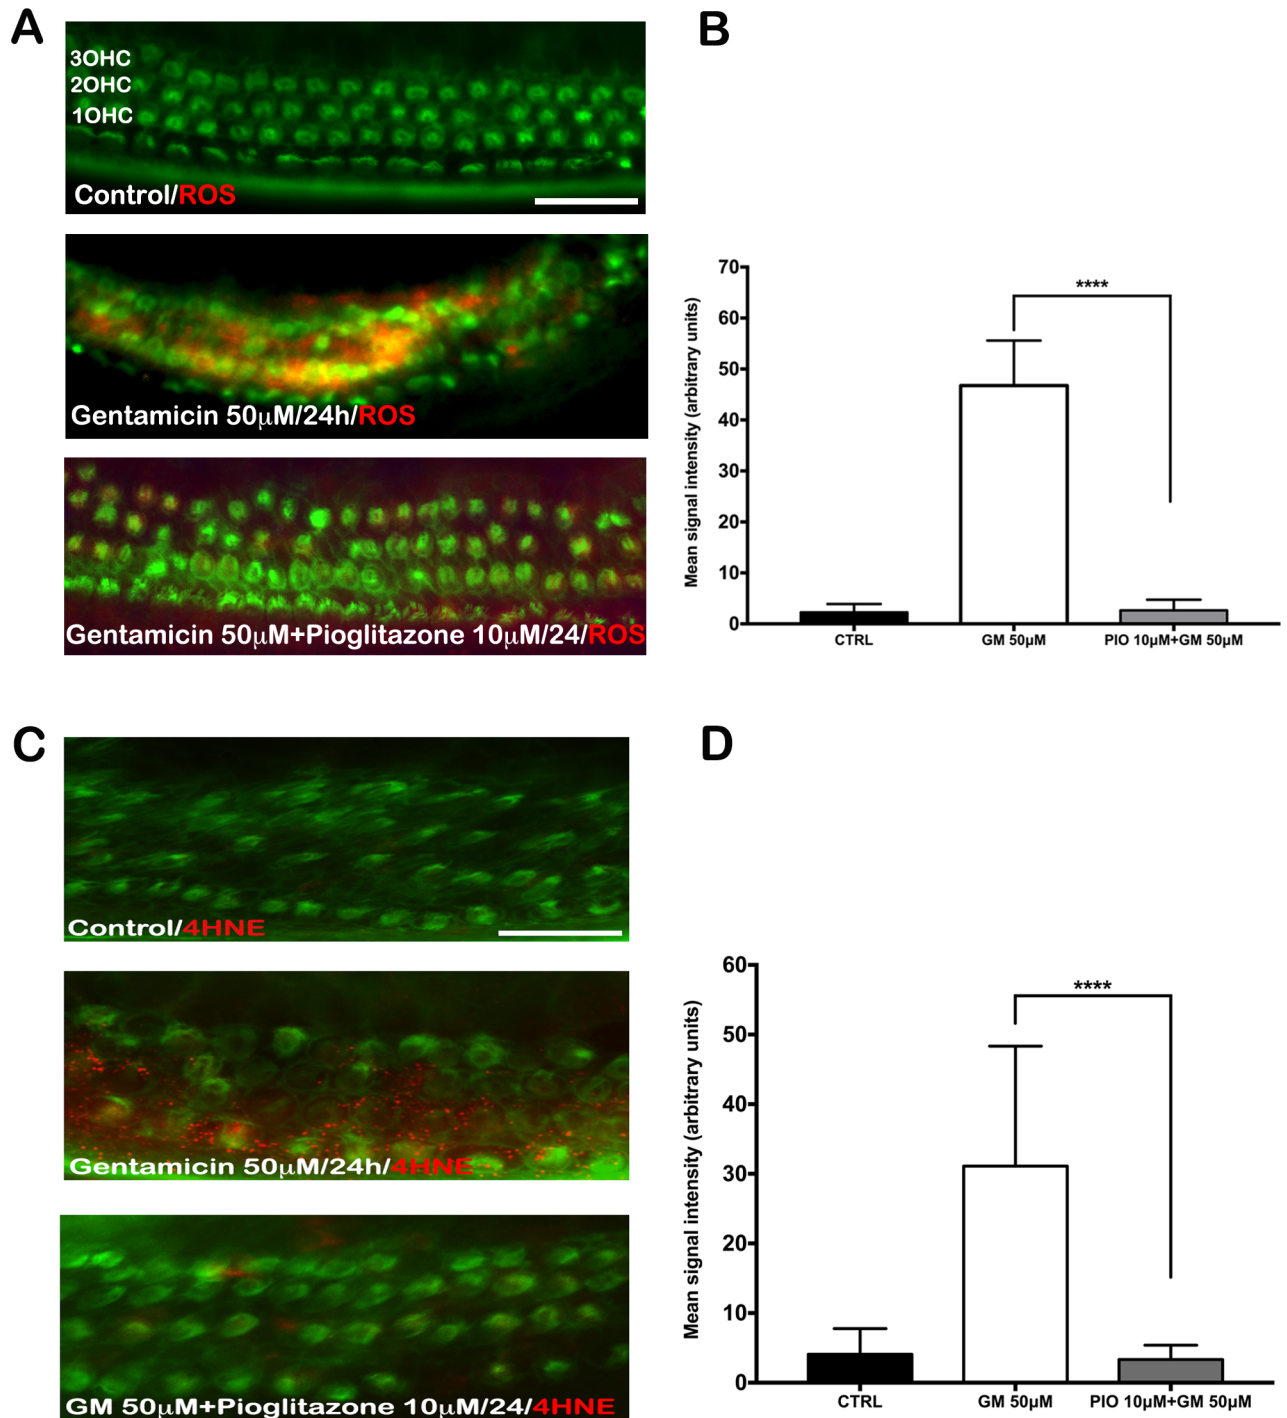 A
3OHC
2OHC
1OHC
Control/ROS
Gentamicin 50μM/24h/ROS
Gentamicin 50μM+Pioglitazone 10μM/24/ROS
B
Mean signal intensity (arbitrary units)
70
60
50
40
30
20
10
0
****
CTRL
GM 50μM
PIO 10μM+GM 50μM
C
Control/4HNE
Gentamicin 50μM/24h/4HNE
GM 50μM+Pioglitazone 10μM/24/4HNE
D
Mean signal intensity (arbitrary units)
60
50
40
30
20
10
0
****
CTRL
GM 50μM
PIO 10μM+GM 50μM